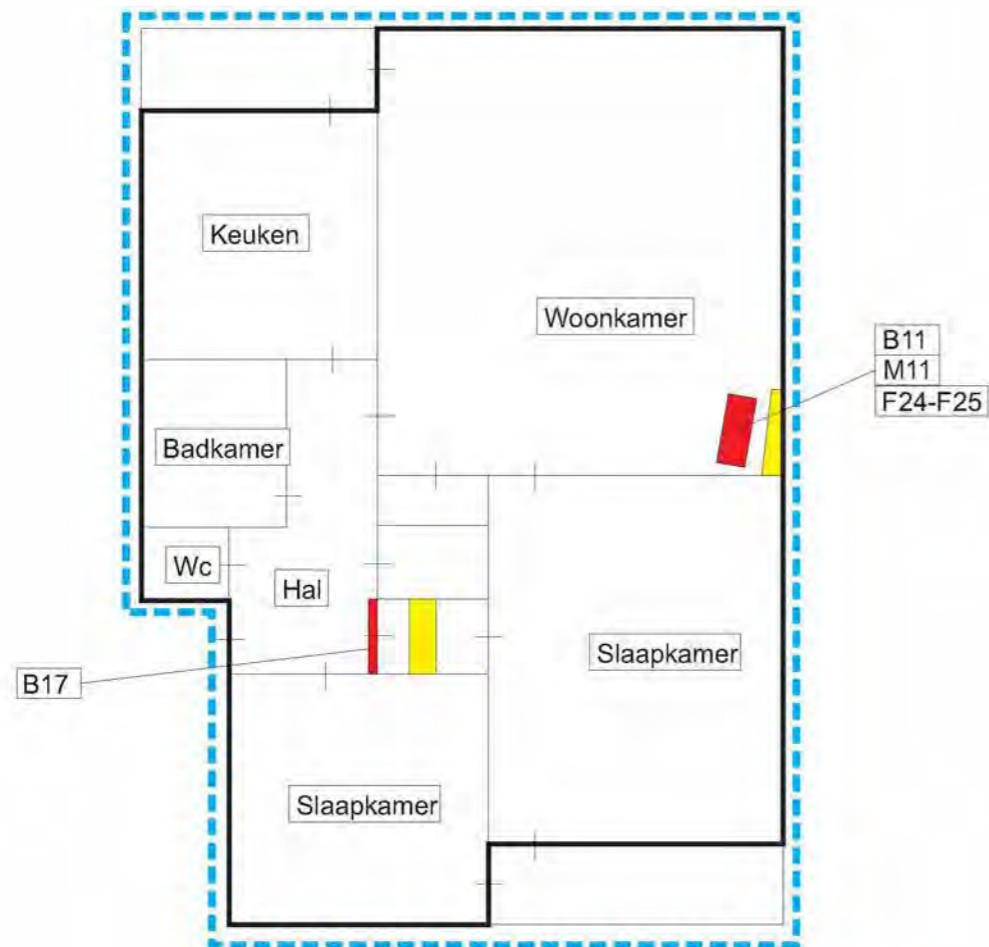 Keuken
Woonkamer
B11
M11
F24-F25
Badkamer
Wc
Hal
Slaapkamer
B17
Slaapkamer